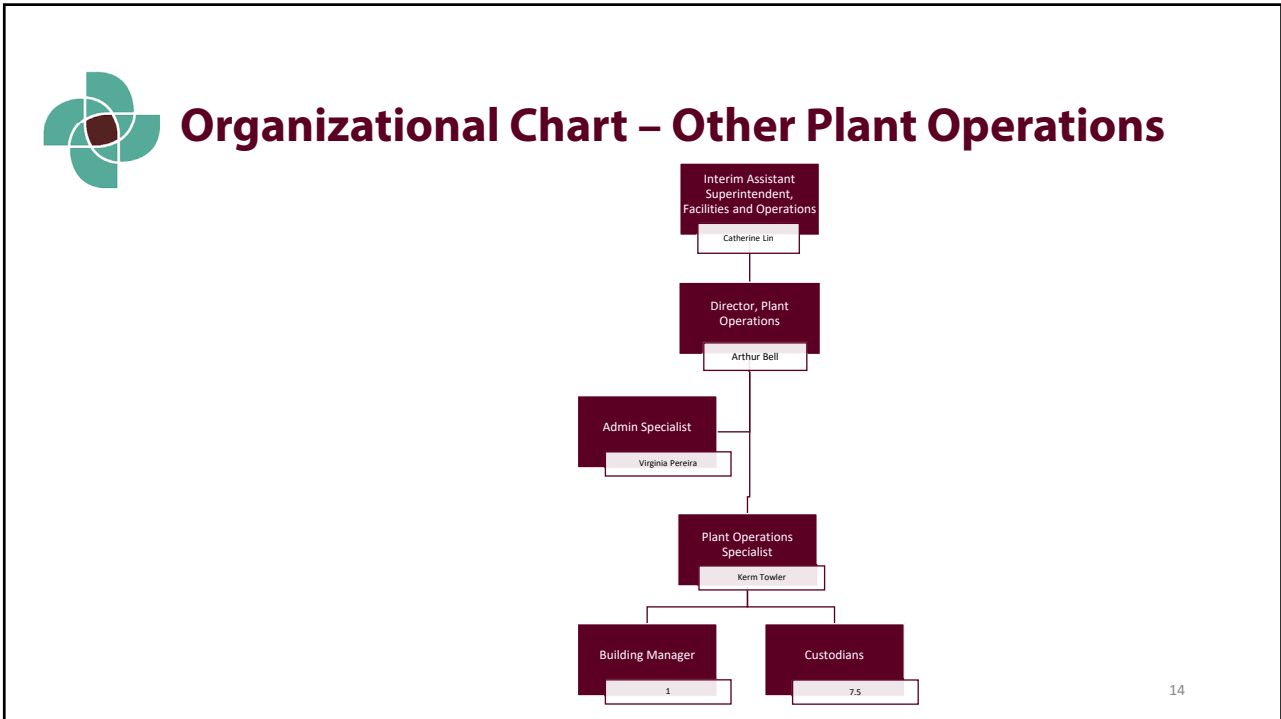 Organizational Chart – Other Plant Operations
Interim Assistant
Superintendent,
Facilities and Operations
Catherine Lin
Director, Plant
Operations
Arthur Bell
Admin Specialist
Virginia Pereira
Plant Operations
Specialist
Kerm Towler
Building Manager
1
Custodians
7.5
14